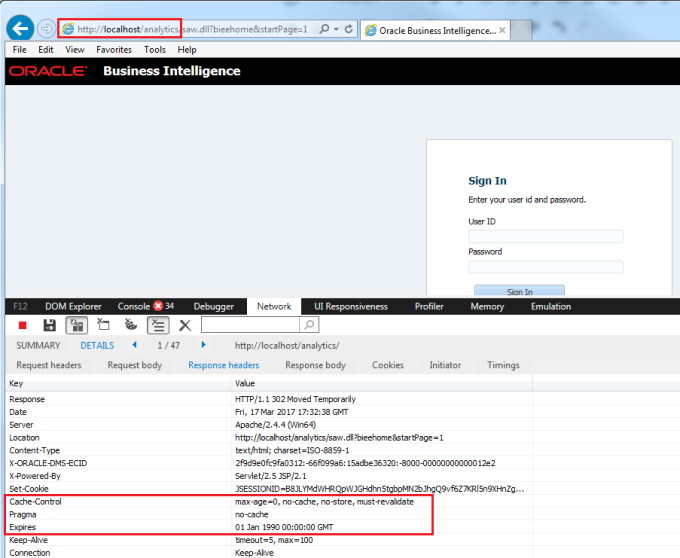 http://localhost/analytics/saw.dll?bieehome&startPage=1
Oracle Business Intelligence...
File Edit View Favorites Tools Help
ORACLE Business Intelligence
Sign In
Enter your user id and password.
User ID
Password
Sign In
F12 DOM Explorer Console 34 Debugger Network UI Responsiveness Profiler Memory Emulation
SUMMARY DETAILS 1 / 47 http://localhost/analytics/
Request headers Request body Response headers Response body Cookies Initiator Timings
Key Value
Response HTTP/1.1 302 Moved Temporarily
Date Fri, 17 Mar 2017 17:32:38 GMT
Server Apache/2.4.4 (Win64)
Location http://localhost/analytics/saw.dll?bieehome&startPage=1
Content-Type text/html; charset=ISO-8859-1
X-ORACLE-DMS-ECID 2f9d9e0fc9fa0312:-66f099a6:15adbe36320:-8000-00000000000012e2
X-Powered-By Servlet/2.5 JSP/2.1
Set-Cookie
Cache-Control max-age=0, no-cache, no-store, must-revalidate
Pragma no-cache
Expires 01 Jan 1990 00:00:00 GMT
Keep-Alive timeout=5, max=100
Connection Keep-Alive